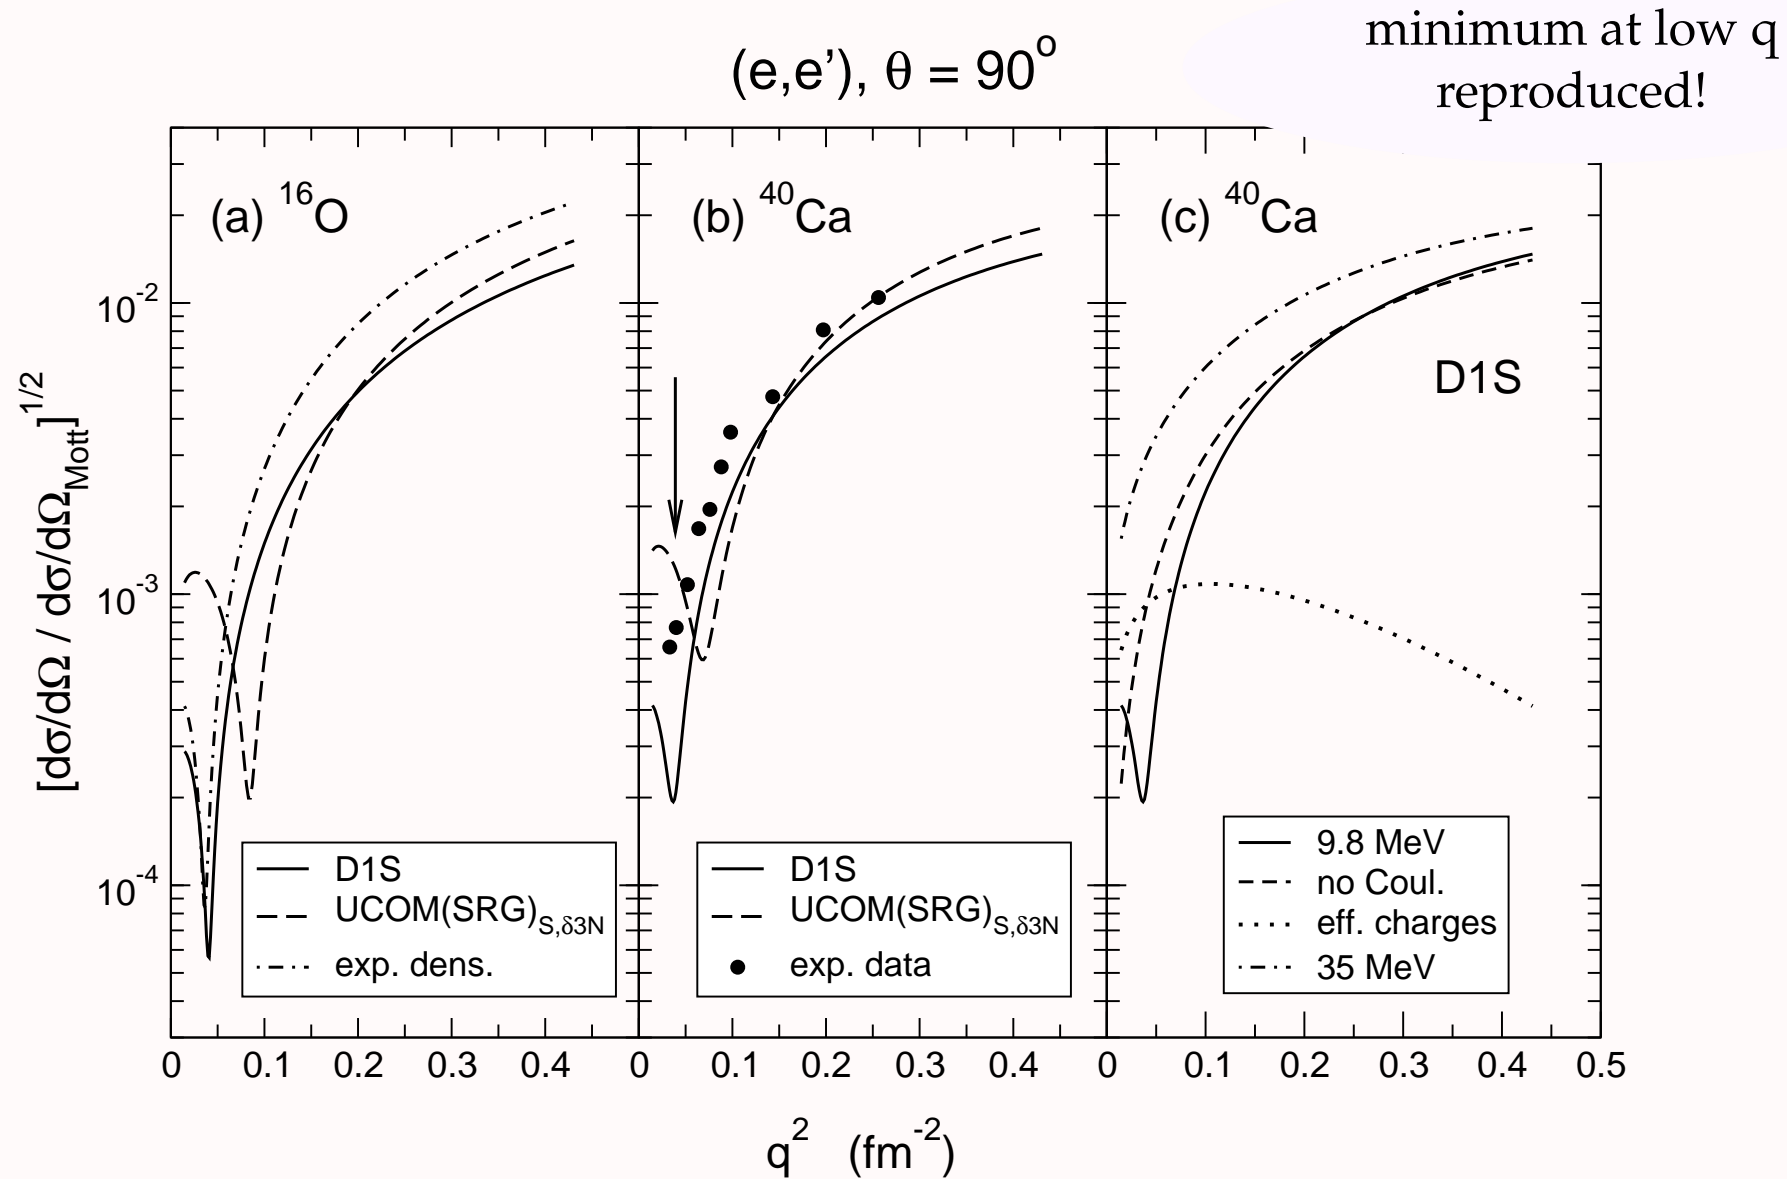 minimum at low q
reproduced!
(e,e’), θ = 90°
(a) ¹⁶O
(b) ⁴⁰Ca
(c) ⁴⁰Ca
D1S
[dσ/dΩ / dσ/dΩ_Mott]^1/2
10⁻²
10⁻³
10⁻⁴
D1S
UCOM(SRG)_S,δ3N
exp. dens.
D1S
UCOM(SRG)_S,δ3N
exp. data
9.8 MeV
no Coul.
eff. charges
35 MeV
0 0.1 0.2 0.3 0.4 0 0.1 0.2 0.3 0.4 0 0.1 0.2 0.3 0.4 0.5
q² (fm⁻²)